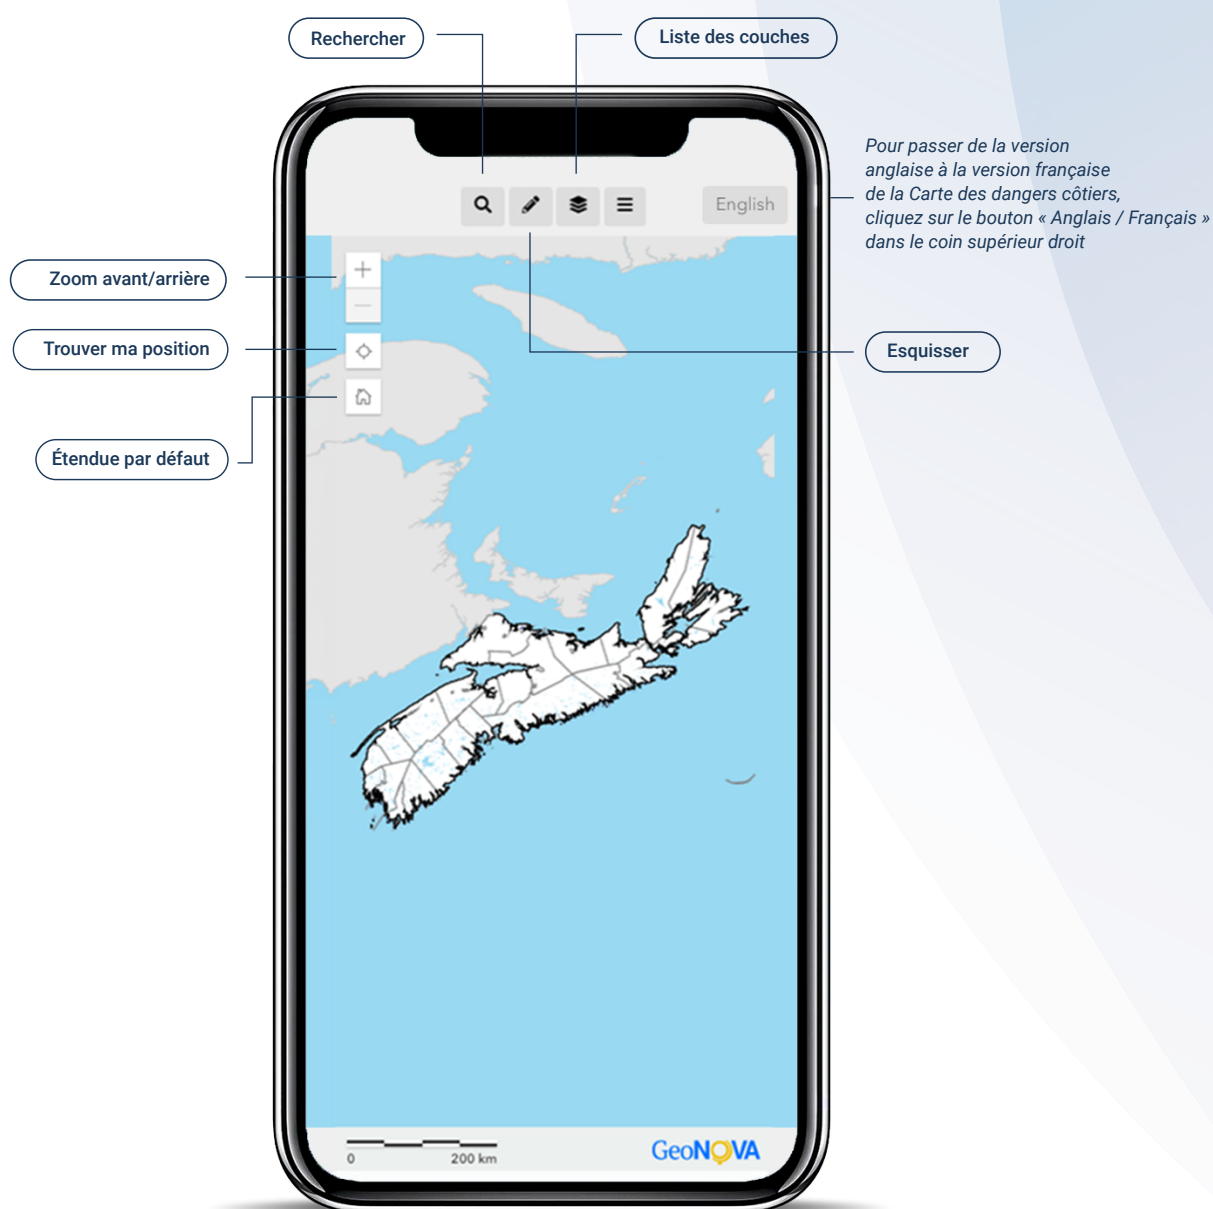 Rechercher
Liste des couches
Pour passer de la version
anglaise à la version française
de la Carte des dangers côtiers,
cliquez sur le bouton « Anglais / Français »
dans le coin supérieur droit
English
Zoom avant/arrière
Trouver ma position
Esquisser
Étendue par défaut
0 200 km
GeoNOVA